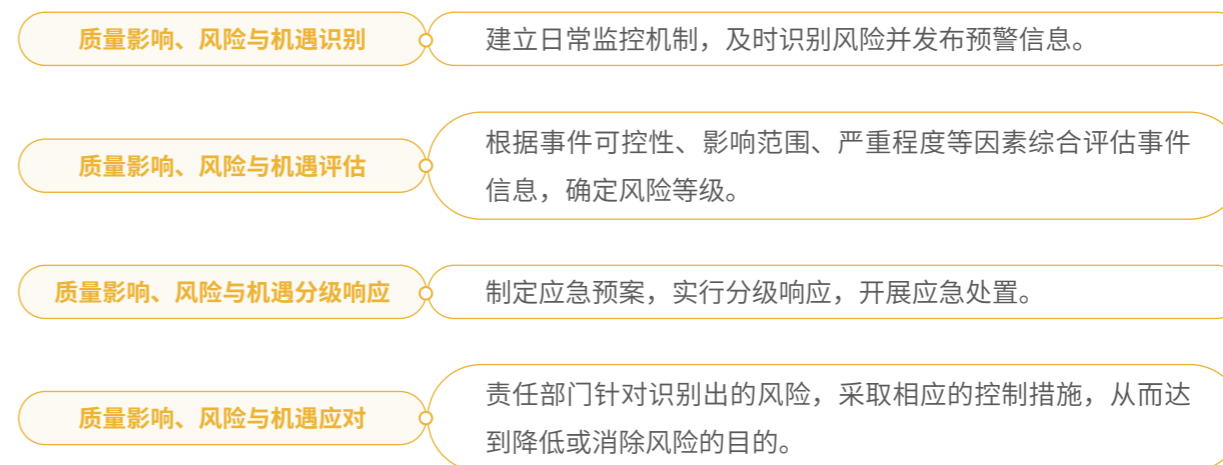 质量影响、风险与机遇识别
建立日常监控机制，及时识别风险并发布预警信息。
质量影响、风险与机遇评估
根据事件可控性、影响范围、严重程度等因素综合评估事件
信息，确定风险等级。
质量影响、风险与机遇分级响应
制定应急预案，实行分级响应，开展应急处置。
质量影响、风险与机遇应对
责任部门针对识别出的风险，采取相应的控制措施，从而达
到降低或消除风险的目的。